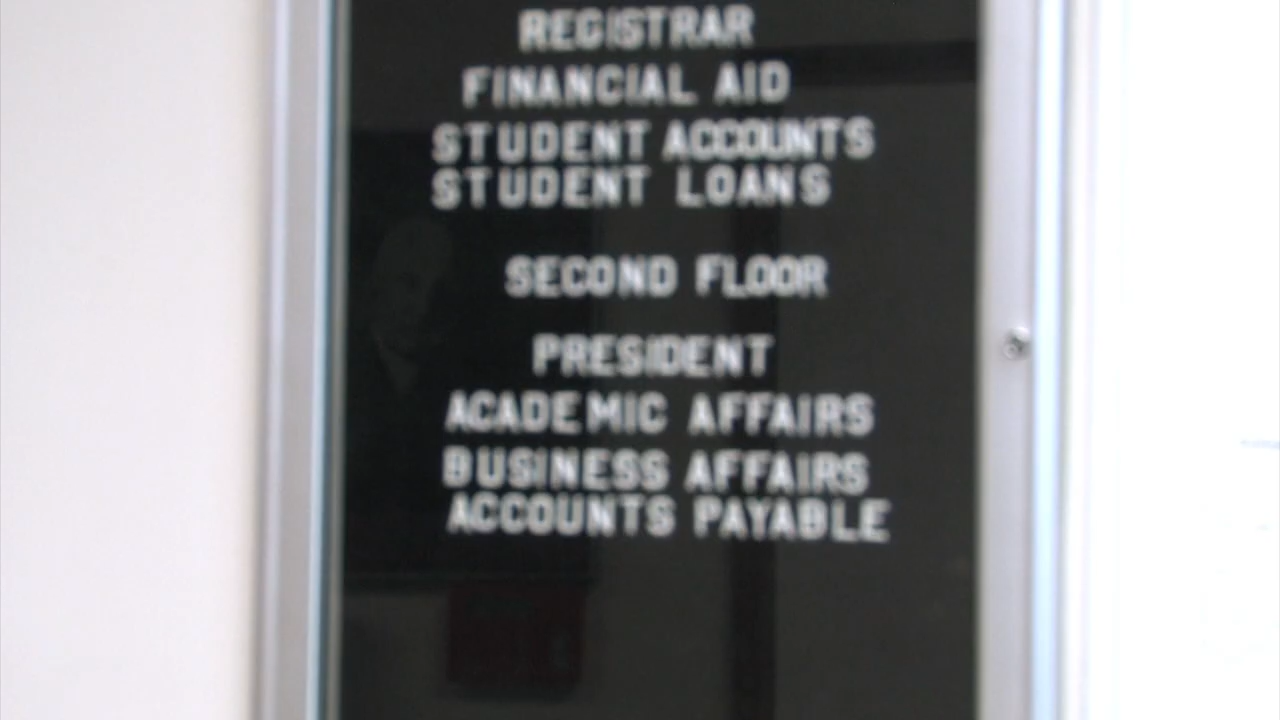 REGISTRAR
FINANCIAL AID
STUDENT ACCOUNTS
STUDENT LOANS
SECOND FLOOR
PRESIDENT
ACADEMIC AFFAIRS
BUSINESS AFFAIRS
ACCOUNTS PAYABLE